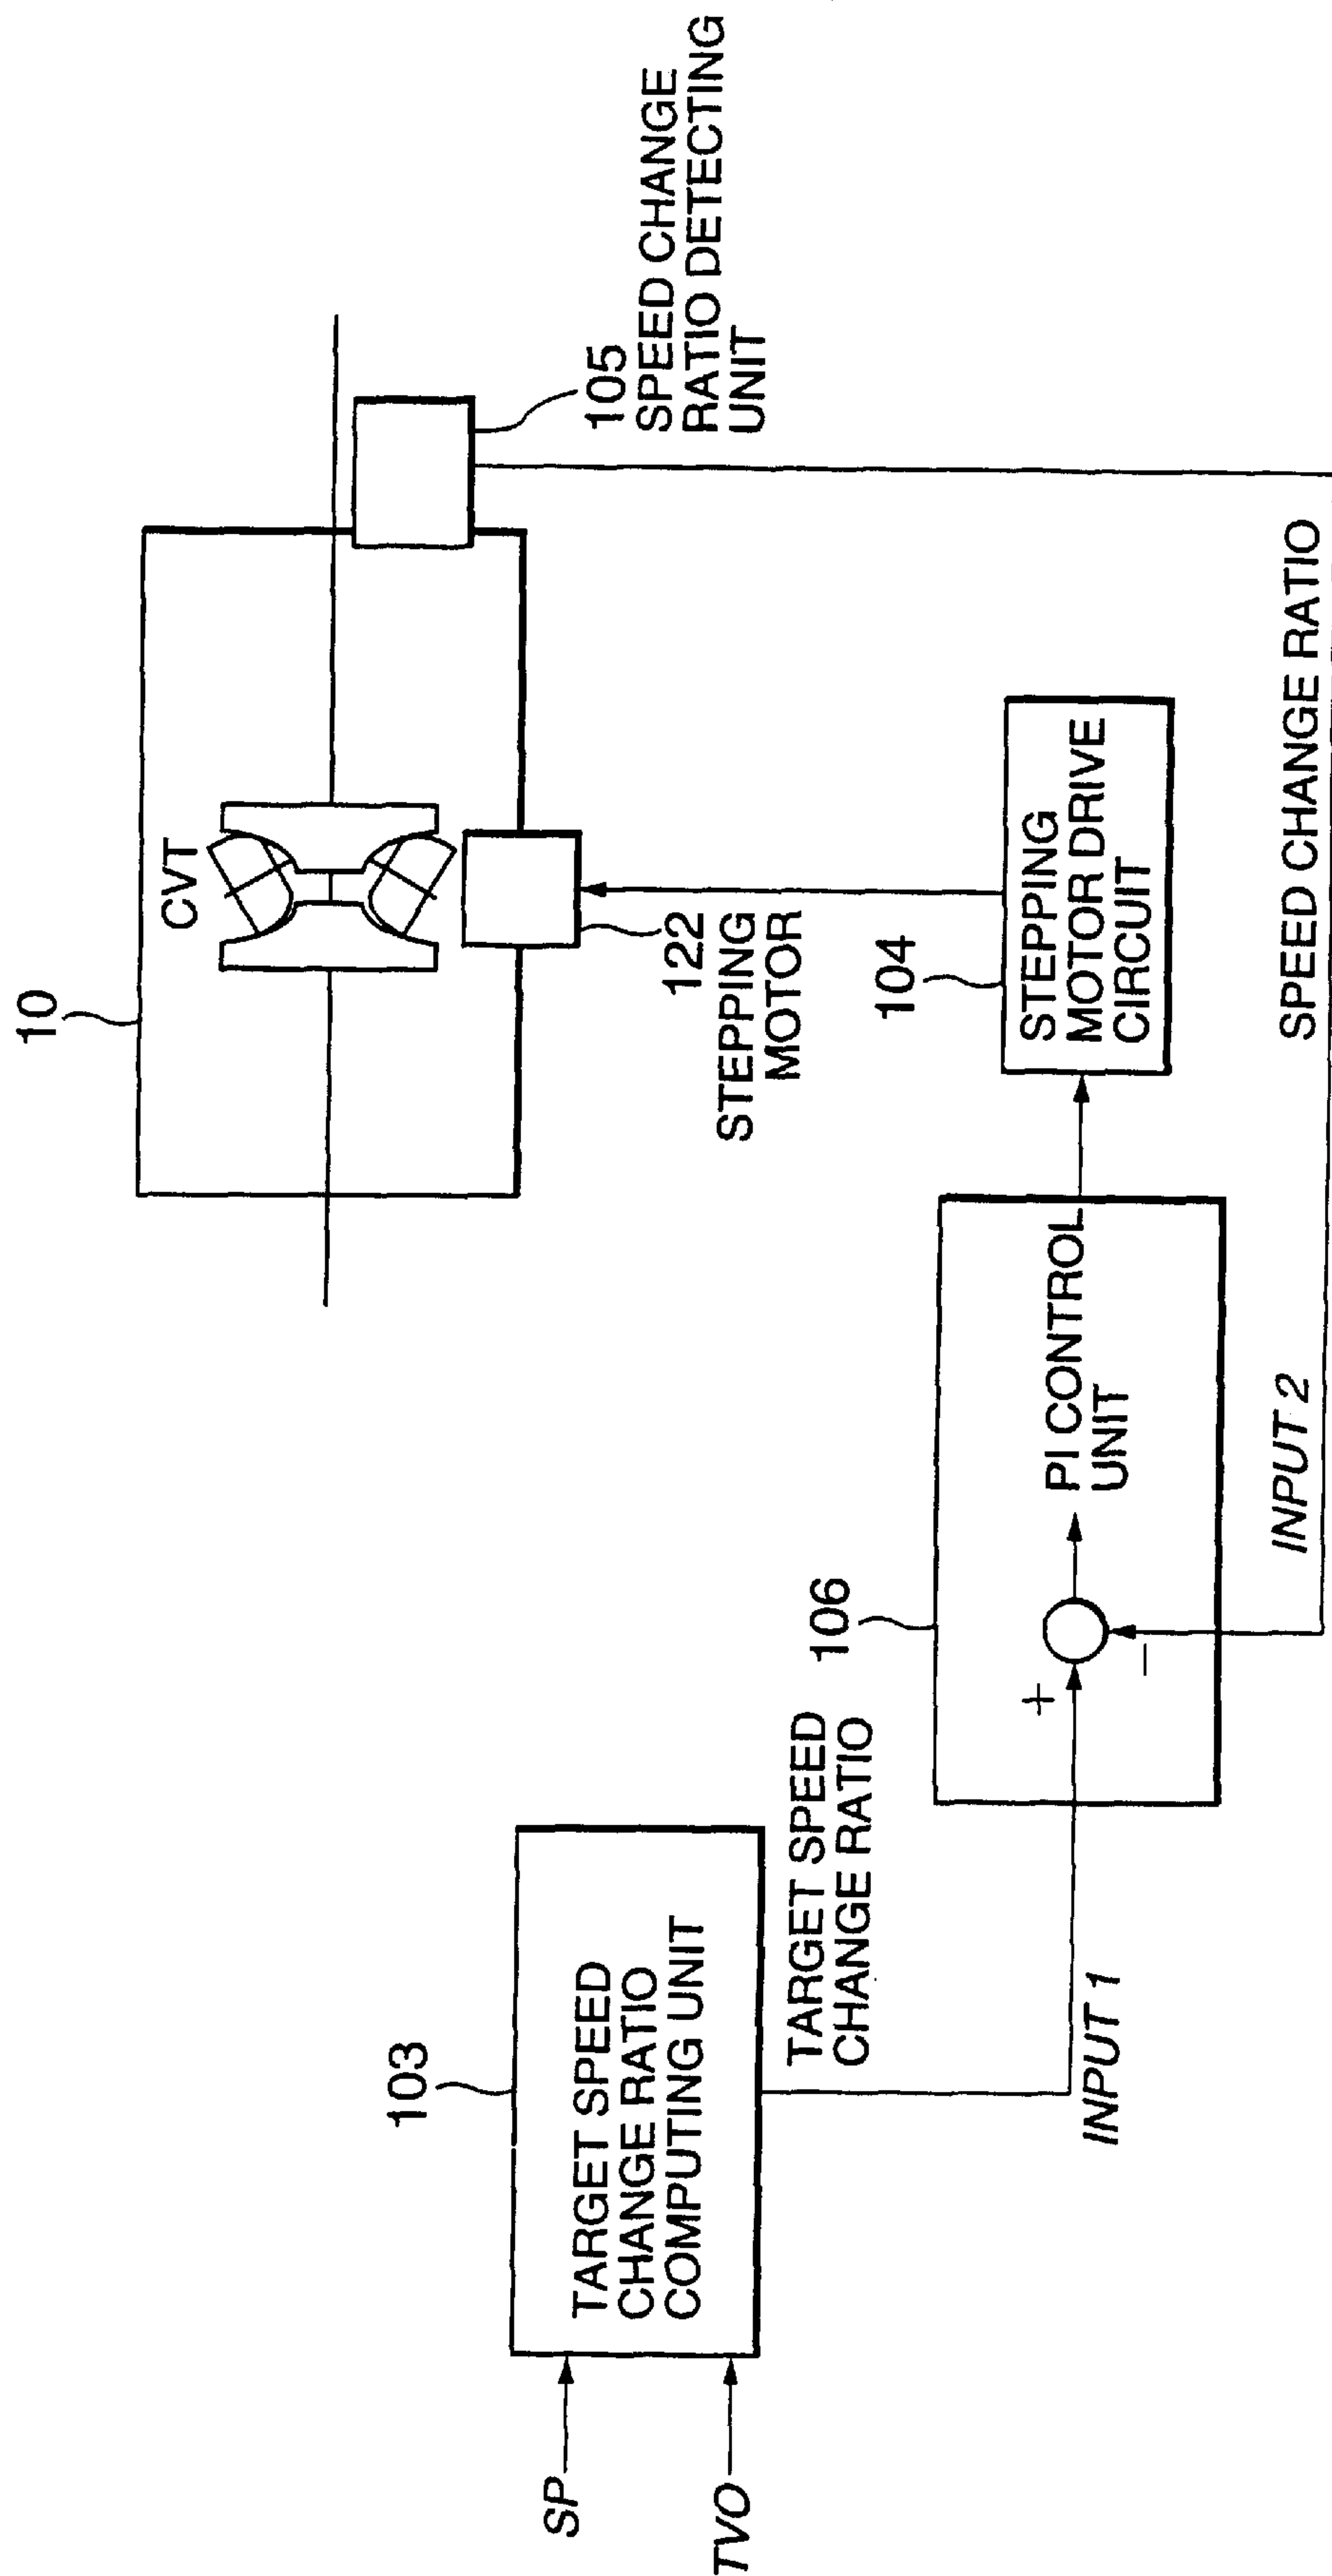 10
CVT
105
SPEED CHANGE
RATIO DETECTING
UNIT
122
STEPPING
MOTOR
104
STEPPING
MOTOR DRIVE
CIRCUIT
SPEED CHANGE RATIO
103
TARGET SPEED
CHANGE RATIO
COMPUTING UNIT
SP
TVO
TARGET SPEED
CHANGE RATIO
INPUT 1
106
+
−
PI CONTROL
UNIT
INPUT 2